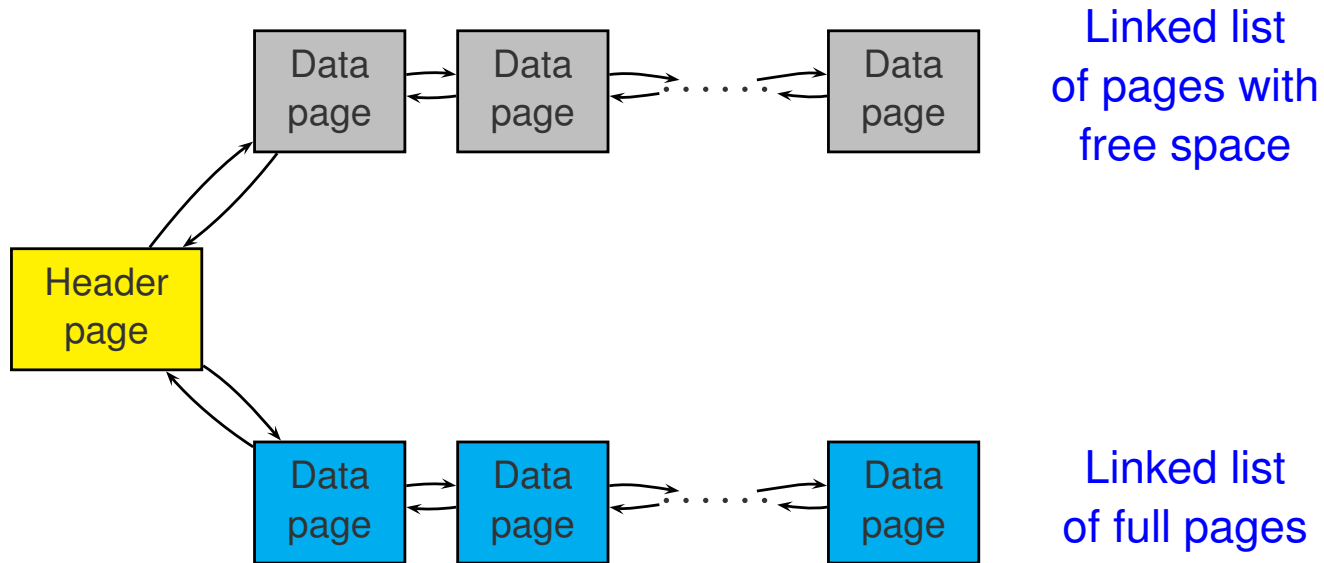 Data
page
Data
page
. . . . . .
Data
page
Linked list
of pages with
free space
Header
page
Data
page
Data
page
. . . . . .
Data
page
Linked list
of full pages